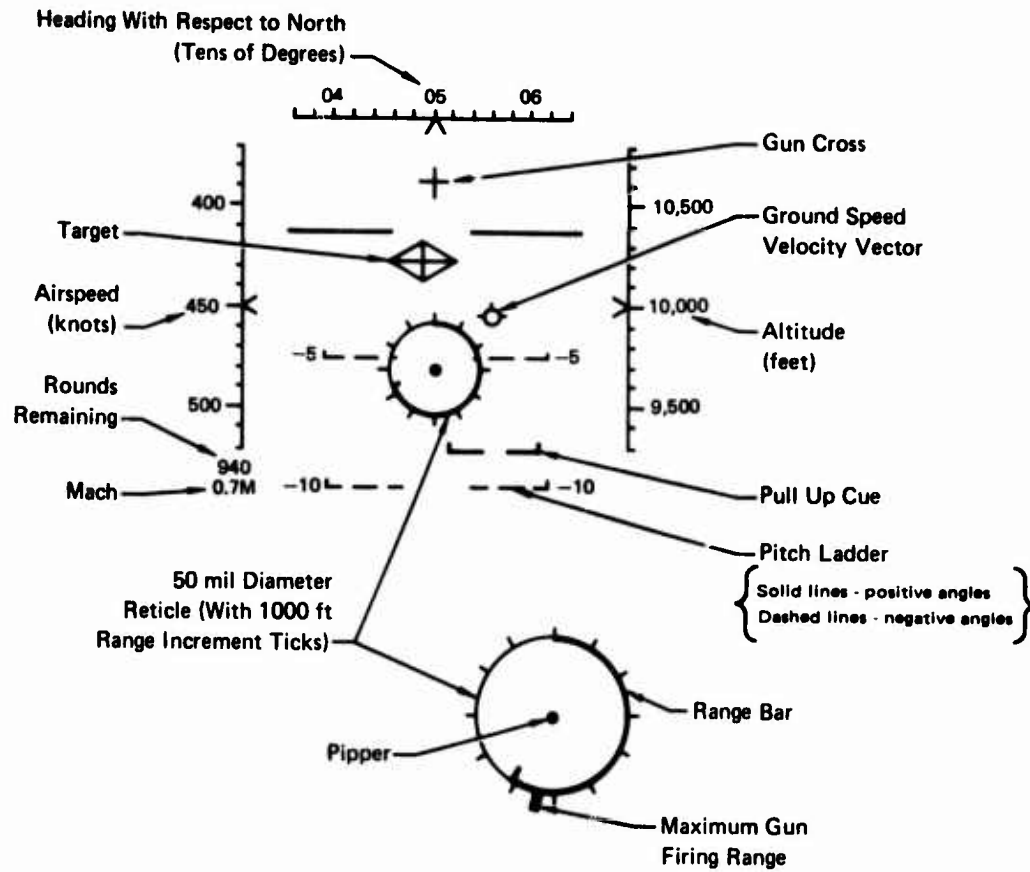 Heading With Respect to North
(Tens of Degrees)
04 05 06
Gun Cross
400
10,500
Ground Speed
Velocity Vector
Target
Airspeed
(knots)
450
10,000
Altitude
(feet)
-5
-5
Rounds
Remaining
500
9,500
940
Mach
0.7M
-10
-10
Pull Up Cue
Pitch Ladder
Solid lines - positive angles
Dashed lines - negative angles
50 mil Diameter
Reticle (With 1000 ft
Range Increment Ticks)
Range Bar
Pipper
Maximum Gun
Firing Range